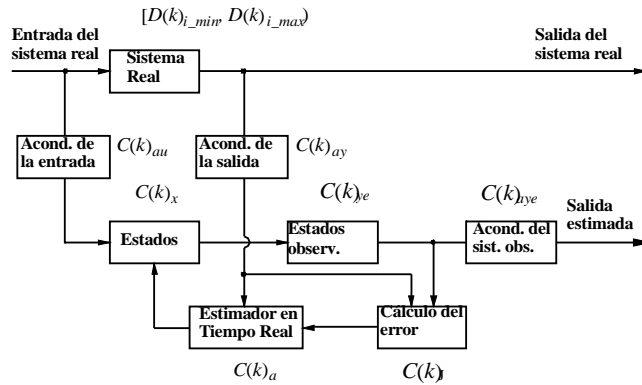 [D(k)i_min, D(k)i_max)
Entrada del
sistema real
Sistema
Real
Salida del
sistema real
Acond. de
la entrada
C(k)au
Acond. de
la salida
C(k)ay
C(k)x
C(k)ye
C(k)aye
Estados
Estados
observ.
Acond. del
sist. obs.
Salida
estimada
Estimador en
Tiempo Real
Cálculo del
error
C(k)a
C(k)J